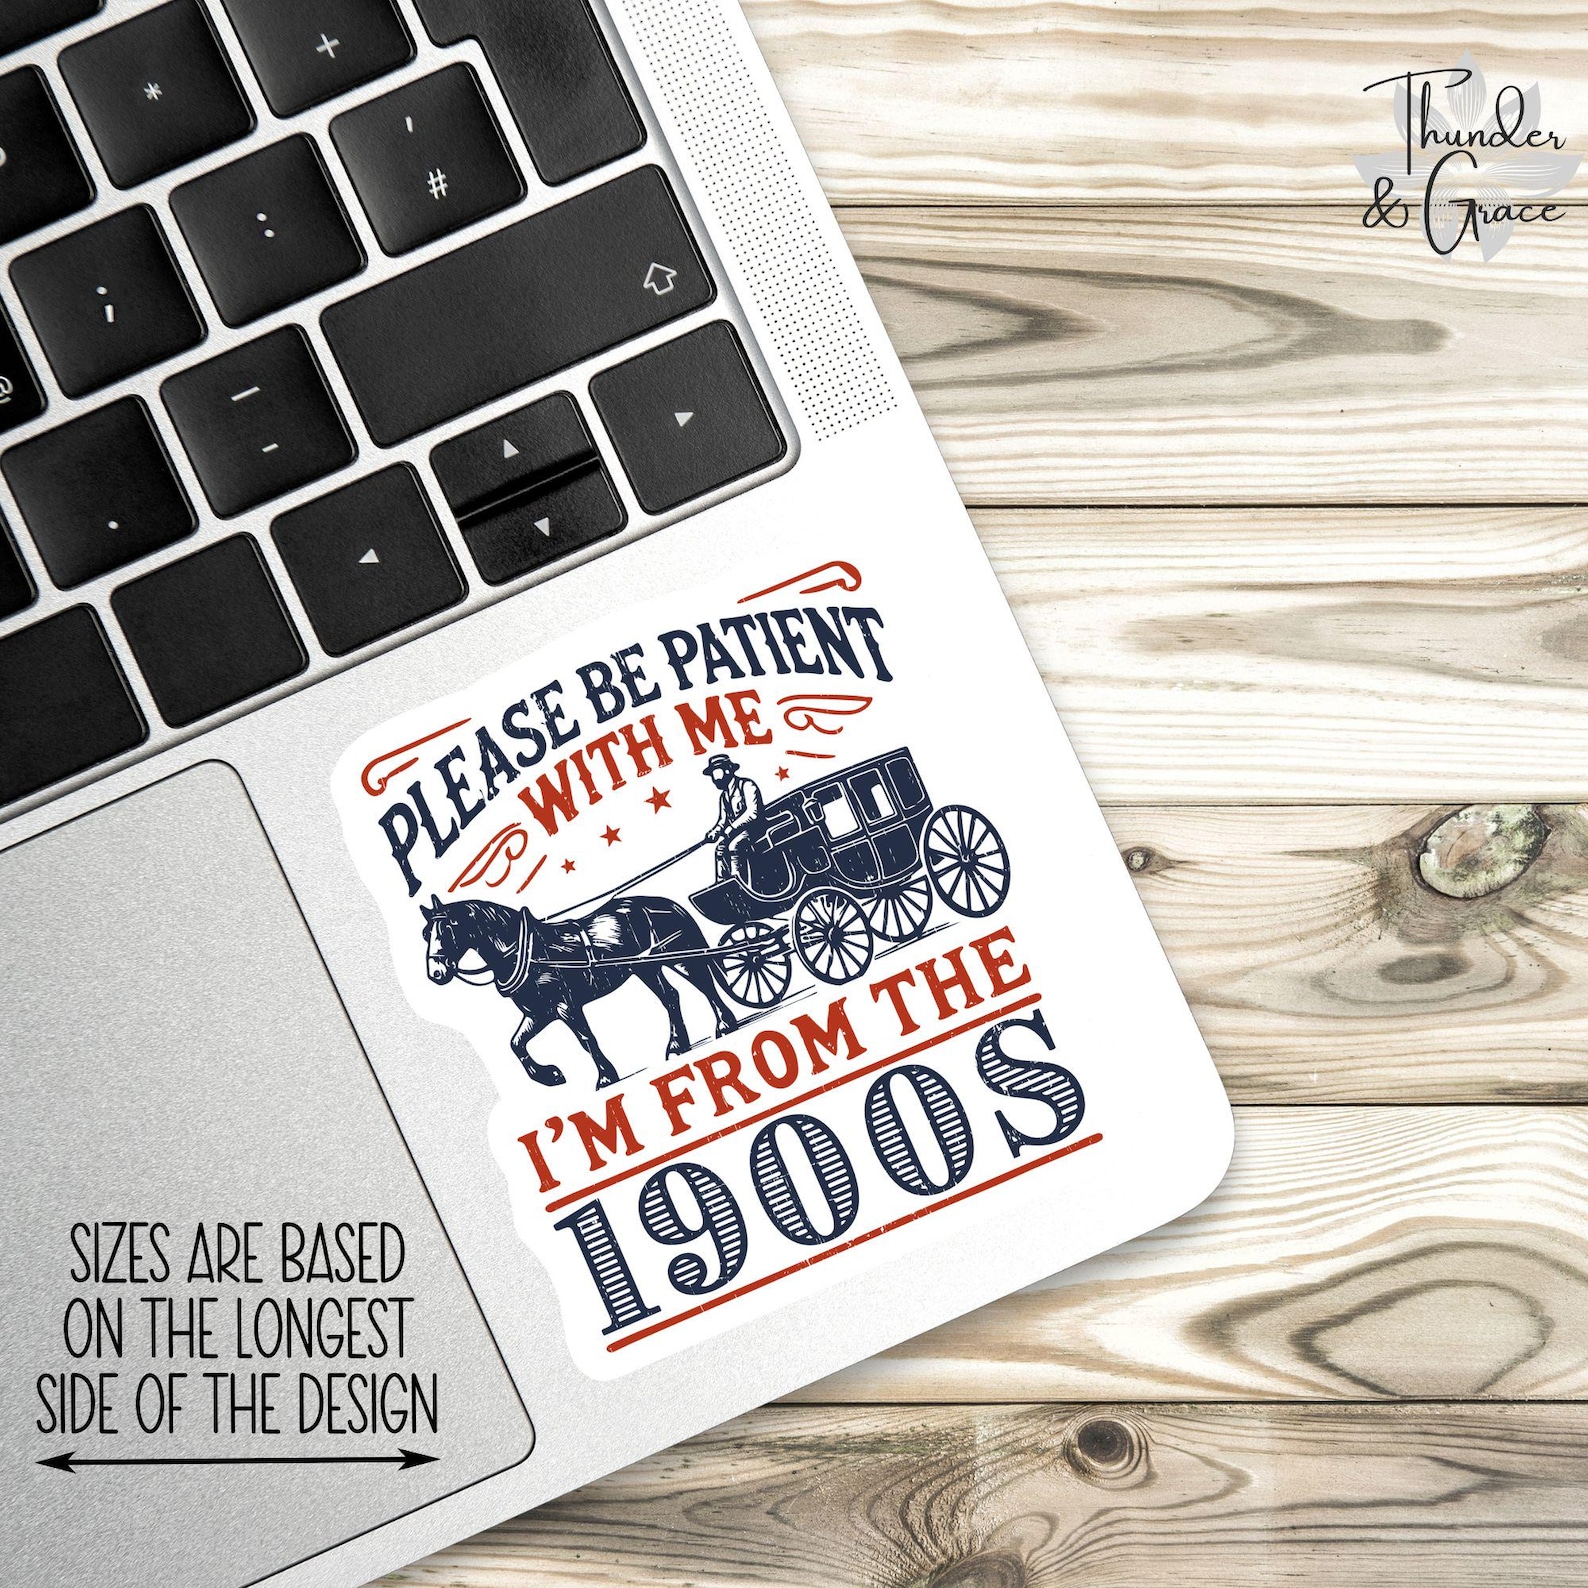 Thunder
& Grace
*
+
'
#
:
;
@
-
.
PLEASE BE PATIENT
WITH ME
I'M FROM THE
1900S
SIZES ARE BASED
ON THE LONGEST
SIDE OF THE DESIGN